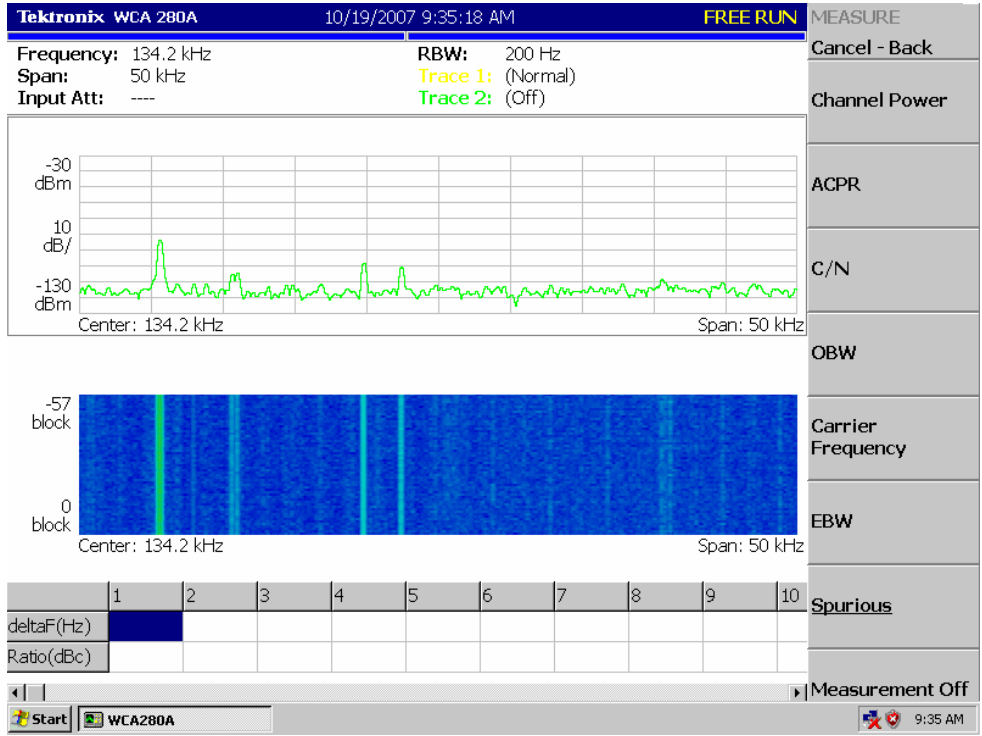 Tektronix WCA 280A 10/19/2007 9:35:18 AM FREE RUN
Frequency: 134.2 kHz RBW: 200 Hz
Span: 50 kHz Trace 1: (Normal)
Input Att: ---- Trace 2: (Off)
-30
dBm
10
dB/
-130
dBm
Center: 134.2 kHz Span: 50 kHz
-57
block
0
block
Center: 134.2 kHz Span: 50 kHz
1 2 3 4 5 6 7 8 9 10
deltaF(Hz)
Ratio(dBc)
MEASURE
Cancel - Back
Channel Power
ACPR
C/N
OBW
Carrier
Frequency
EBW
Spurious
Measurement Off
Start WCA280A 9:35 AM